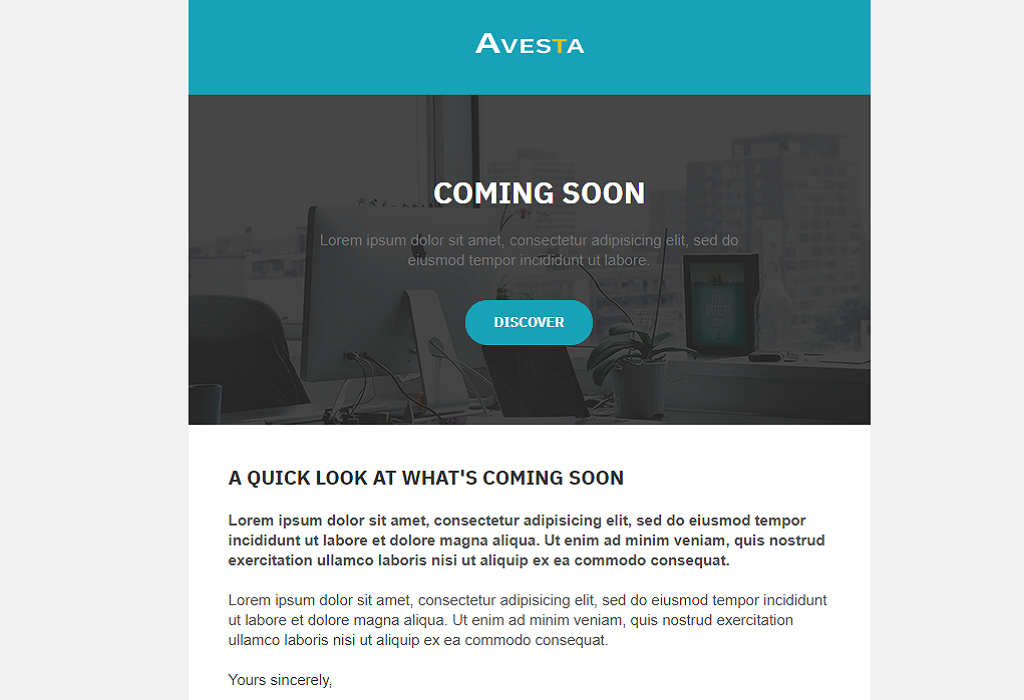 AVESTA
COMING SOON
Lorem ipsum dolor sit amet, consectetur adipisicing elit, sed do
eiusmod tempor incididunt ut labore.
DISCOVER
A QUICK LOOK AT WHAT'S COMING SOON
Lorem ipsum dolor sit amet, consectetur adipisicing elit, sed do eiusmod tempor
incididunt ut labore et dolore magna aliqua. Ut enim ad minim veniam, quis nostrud
exercitation ullamco laboris nisi ut aliquip ex ea commodo consequat.
Lorem ipsum dolor sit amet, consectetur adipisicing elit, sed do eiusmod tempor incididunt
ut labore et dolore magna aliqua. Ut enim ad minim veniam, quis nostrud exercitation
ullamco laboris nisi ut aliquip ex ea commodo consequat.
Yours sincerely,